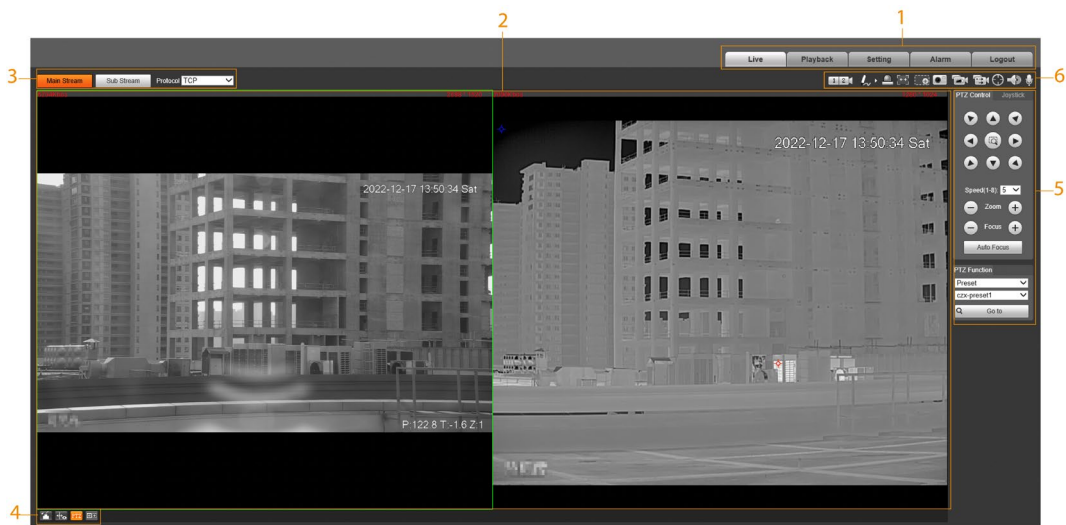 2
1
Live Playback Setting Alarm Logout
3
Main Stream Sub Stream Protocol TCP
1 2
6
PTZ Control Joystick
2022-12-17 13:50:34 Sat
2022-12-17 13:50:34 Sat
Speed(1-8): 5
5
Zoom
Focus
Auto Focus
PTZ Function
Preset
czx-preset1
Go to
P:122.8 T:-1.6 Z:1
4